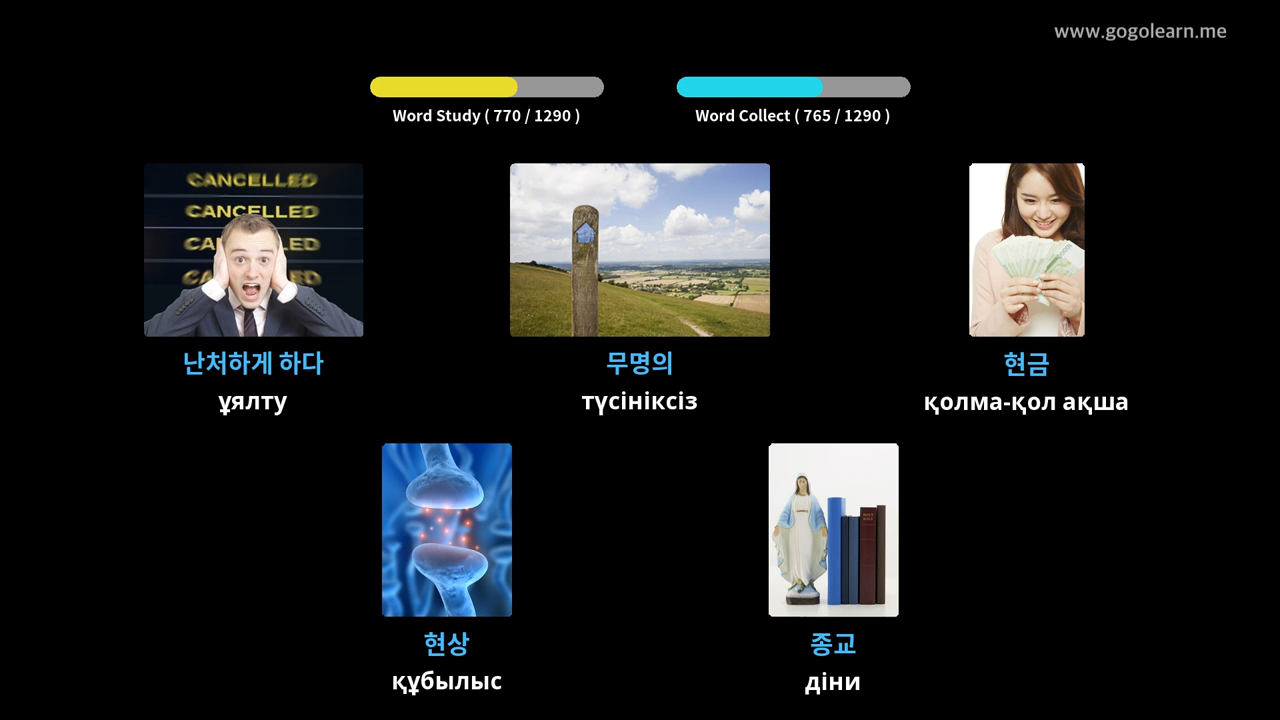 www.gogolearn.me
Word Study ( 770 / 1290 )
Word Collect ( 765 / 1290 )
CANCELLED
CANCELLED
난처하게 하다
ұялту
무명의
түсініксіз
현금
қолма-қол ақша
현상
құбылыс
종교
діни